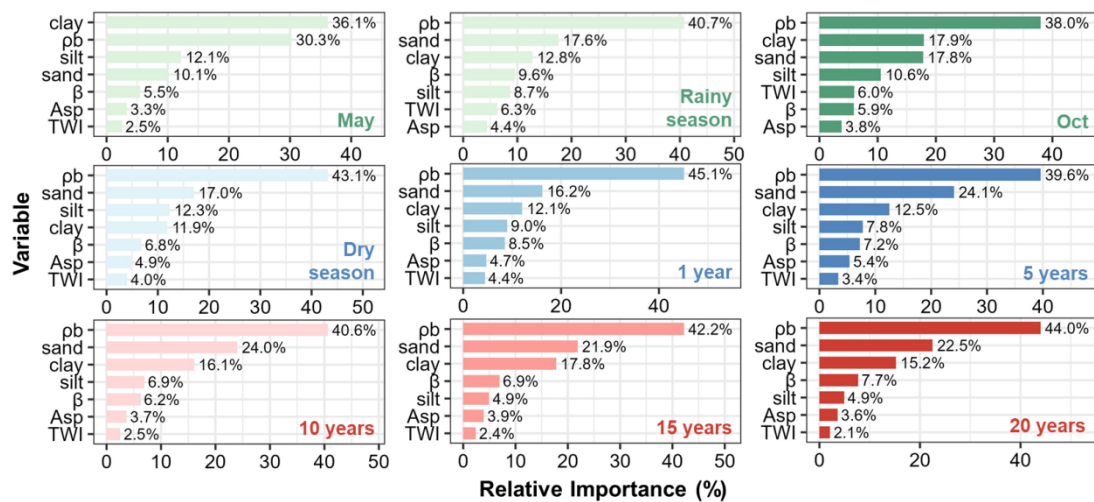 clay 36.1%
ρb 30.3%
silt 12.1%
sand 10.1%
β 5.5%
Asp 3.3%
TWI 2.5%
May
0 10 20 30 40
ρb 40.7%
sand 17.6%
clay 12.8%
β 9.6%
silt 8.7%
TWI 6.3%
Asp 4.4%
Rainy
season
0 10 20 30 40 50
ρb 38.0%
clay 17.9%
sand 17.8%
silt 10.6%
TWI 6.0%
β 5.9%
Asp 3.8%
Oct
0 10 20 30 40
Variable
ρb 43.1%
sand 17.0%
silt 12.3%
clay 11.9%
β 6.8%
Asp 4.9%
TWI 4.0%
Dry
season
0 10 20 30 40 50
ρb 45.1%
sand 16.2%
clay 12.1%
silt 9.0%
β 8.5%
Asp 4.7%
TWI 4.4%
1 year
0 20 40
ρb 39.6%
sand 24.1%
clay 12.5%
silt 7.8%
β 7.2%
Asp 5.4%
TWI 3.4%
5 years
0 10 20 30 40
ρb 40.6%
sand 24.0%
clay 16.1%
silt 6.9%
β 6.2%
Asp 3.7%
TWI 2.5%
10 years
0 10 20 30 40 50
ρb 42.2%
sand 21.9%
clay 17.8%
β 6.9%
silt 4.9%
Asp 3.9%
TWI 2.4%
15 years
0 10 20 30 40 50
ρb 44.0%
sand 22.5%
clay 15.2%
β 7.7%
silt 4.9%
Asp 3.6%
TWI 2.1%
20 years
0 20 40
Relative Importance (%)